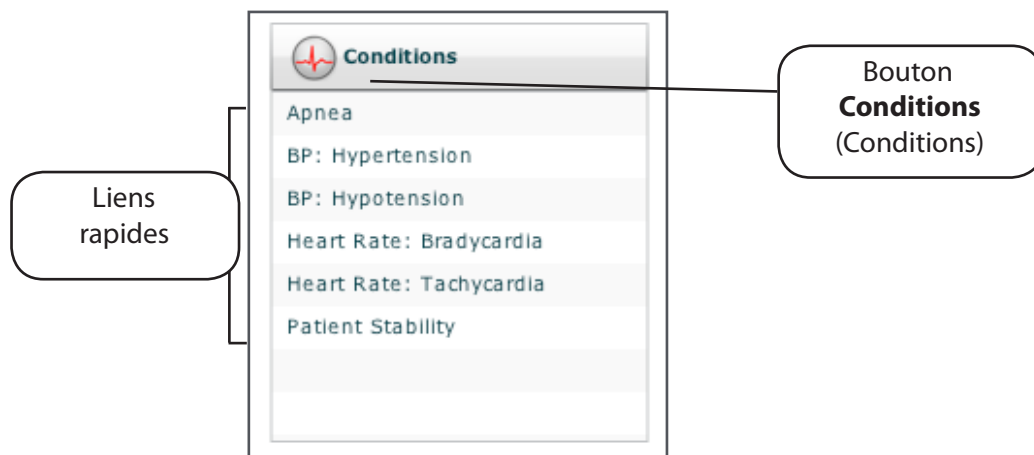 Conditions
Apnea
BP: Hypertension
BP: Hypotension
Heart Rate: Bradycardia
Heart Rate: Tachycardia
Patient Stability
Liens
rapides
Bouton
Conditions
(Conditions)